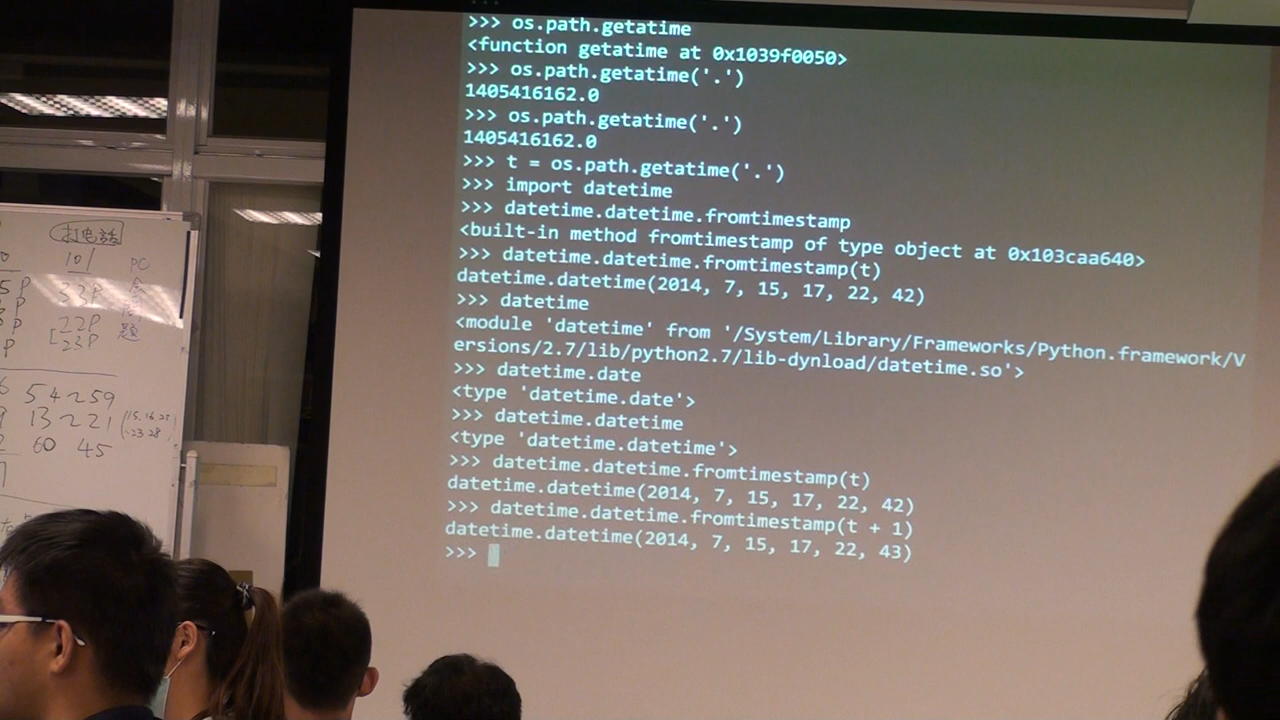 >>> os.path.getatime
<function getatime at 0x1039f0050>
>>> os.path.getatime('.')
1405416162.0
>>> os.path.getatime('.')
1405416162.0
>>> t = os.path.getatime('.')
>>> import datetime
>>> datetime.datetime.fromtimestamp
<built-in method fromtimestamp of type object at 0x103caa640>
>>> datetime.datetime.fromtimestamp(t)
datetime.datetime(2014, 7, 15, 17, 22, 42)
>>> datetime
<module 'datetime' from '/System/Library/Frameworks/Python.framework/V
ersions/2.7/lib/python2.7/lib-dynload/datetime.so'>
>>> datetime.date
<type 'datetime.date'>
>>> datetime.datetime
<type 'datetime.datetime'>
>>> datetime.datetime.fromtimestamp(t)
datetime.datetime(2014, 7, 15, 17, 22, 42)
>>> datetime.datetime.fromtimestamp(t + 1)
datetime.datetime(2014, 7, 15, 17, 22, 43)
>>>
打电話
101
33P
22P
23P
54~59
13~21
60 45